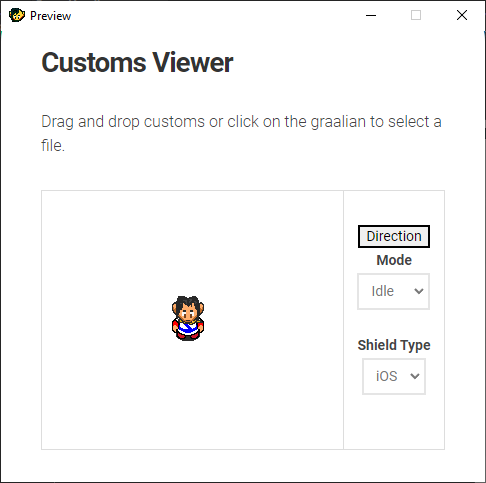 Preview
Customs Viewer
Drag and drop customs or click on the graalian to select a
file.
Direction
Mode
Idle
Shield Type
iOS